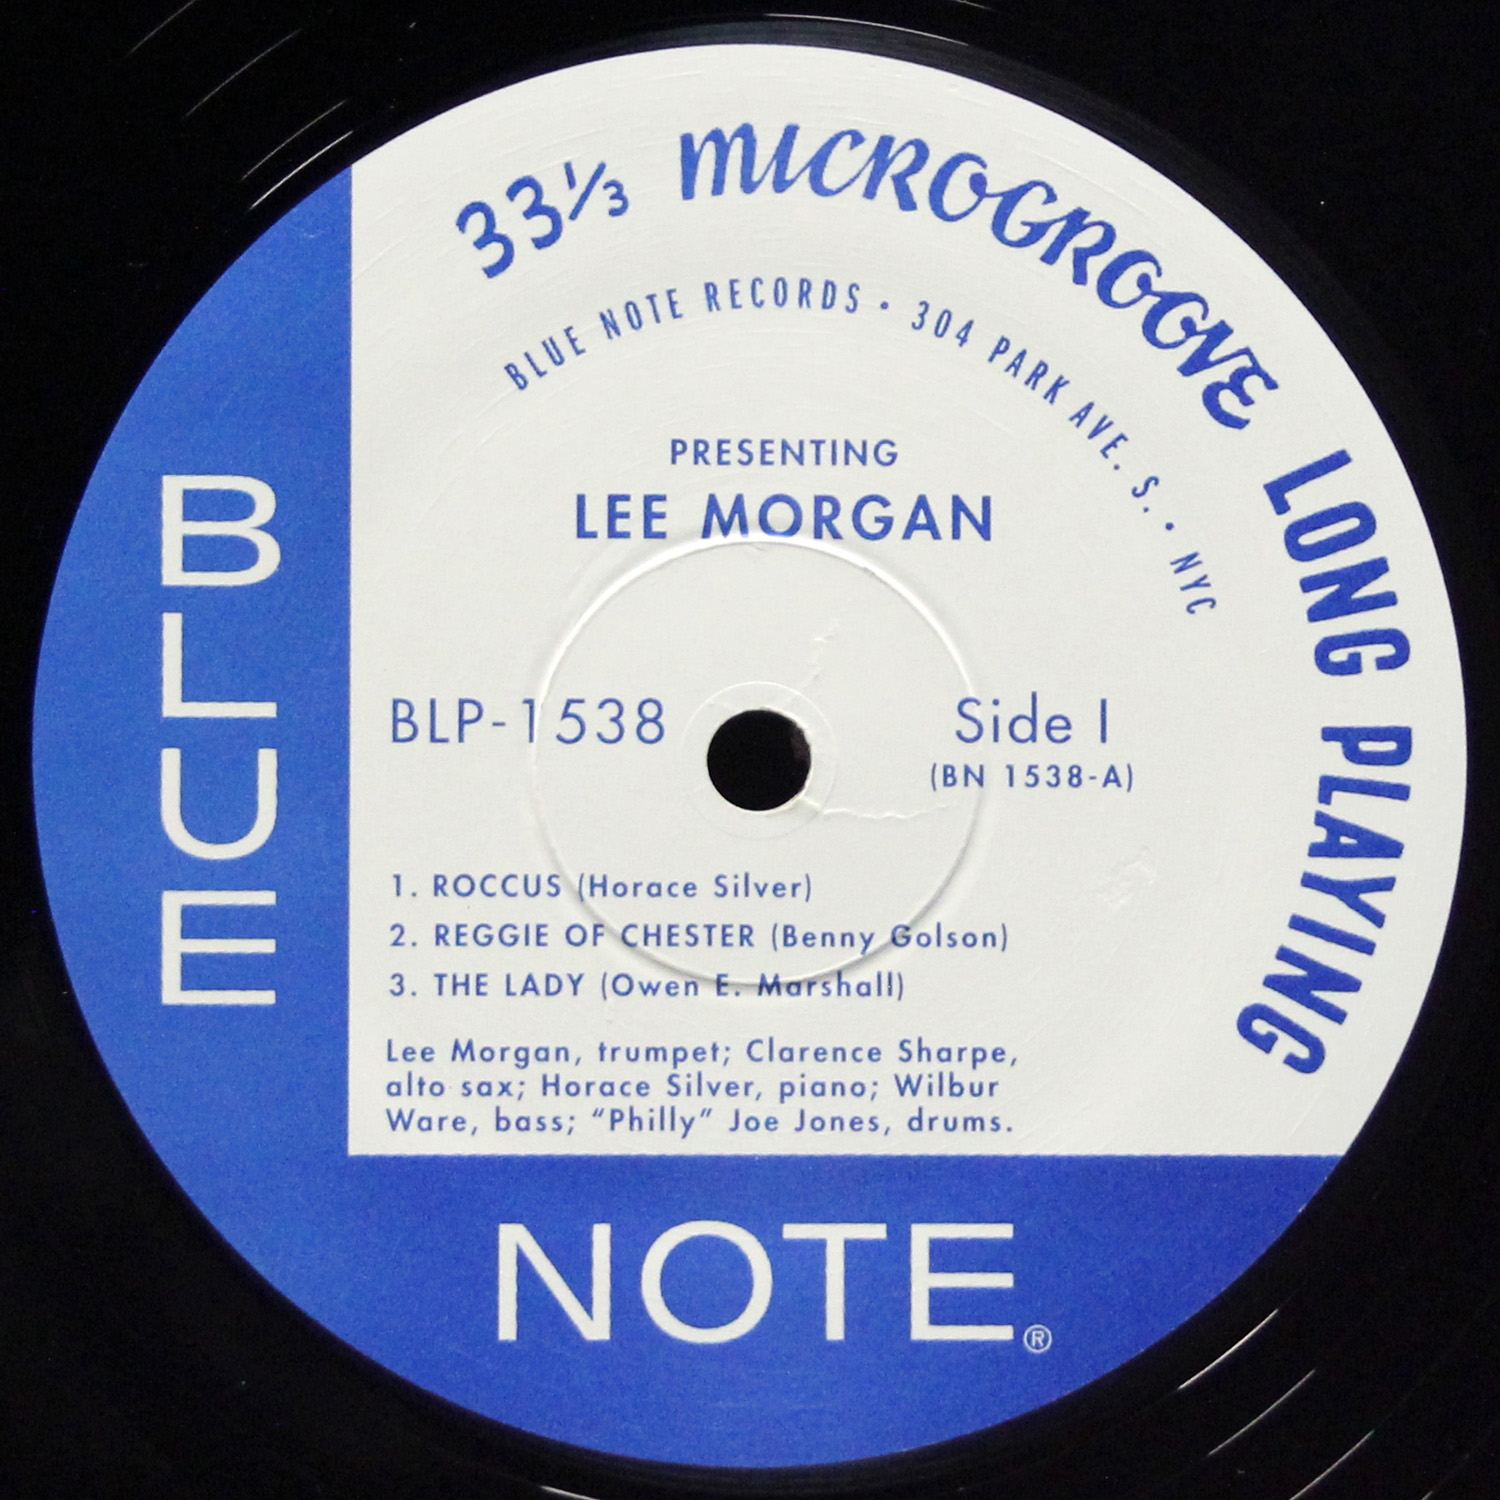 33⅓ MICROGROOVE LONG PLAYING
BLUE NOTE RECORDS · 304 PARK AVE. S. · NYC
PRESENTING
LEE MORGAN
BLP-1538
Side 1
(BN 1538-A)
1. ROCCUS (Horace Silver)
2. REGGIE OF CHESTER (Benny Golson)
3. THE LADY (Owen E. Marshall)
Lee Morgan, trumpet; Clarence Sharpe,
alto sax; Horace Silver, piano; Wilbur
Ware, bass; “Philly” Joe Jones, drums.
BLUE
NOTE®